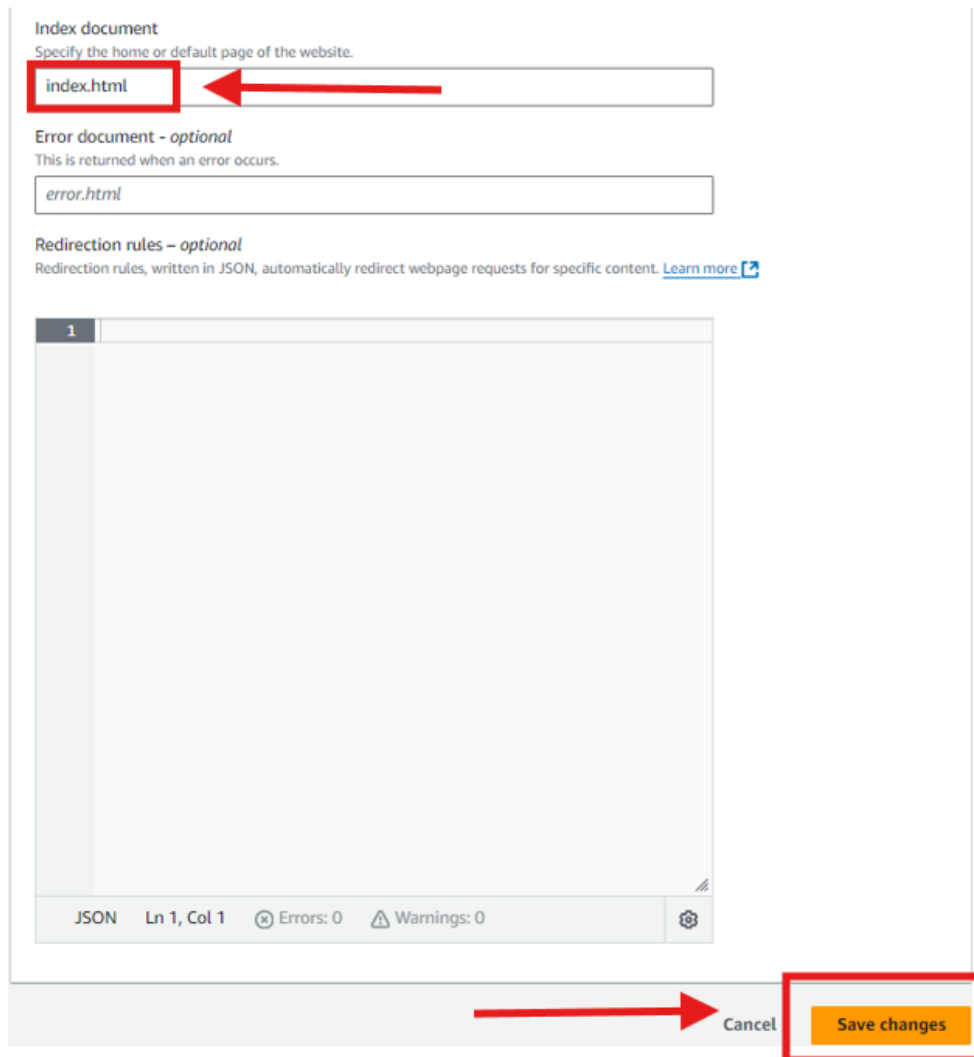 Index document
Specify the home or default page of the website.
index.html
Error document - optional
This is returned when an error occurs.
error.html
Redirection rules – optional
Redirection rules, written in JSON, automatically redirect webpage requests for specific content. Learn more
1
JSON Ln 1, Col 1 Errors: 0 Warnings: 0
Cancel Save changes